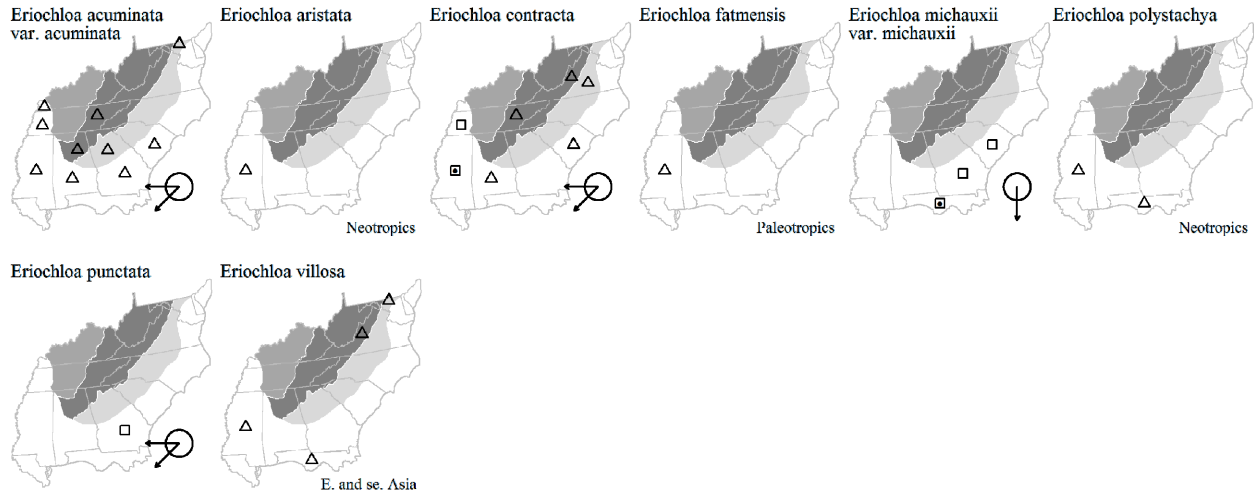 Eriochloa acuminata
var. acuminata
Eriochloa aristata
Neotropics
Eriochloa contracta
Eriochloa fatmensis
Paleotropics
Eriochloa michauxii
var. michauxii
Eriochloa polystachya
Neotropics
Eriochloa punctata
Eriochloa villosa
E. and se. Asia